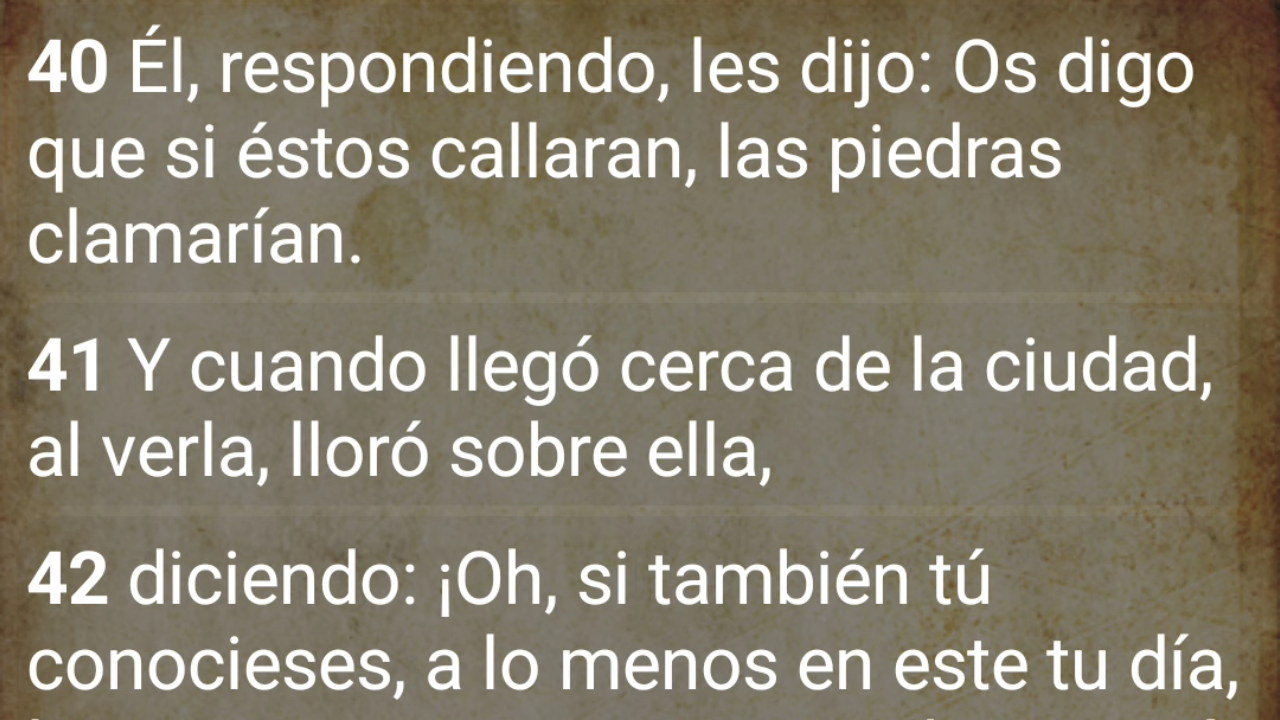 40 Él, respondiendo, les dijo: Os digo
que si éstos callaran, las piedras
clamarían.
41 Y cuando llegó cerca de la ciudad,
al verla, lloró sobre ella,
42 diciendo: ¡Oh, si también tú
conocieses, a lo menos en este tu día,